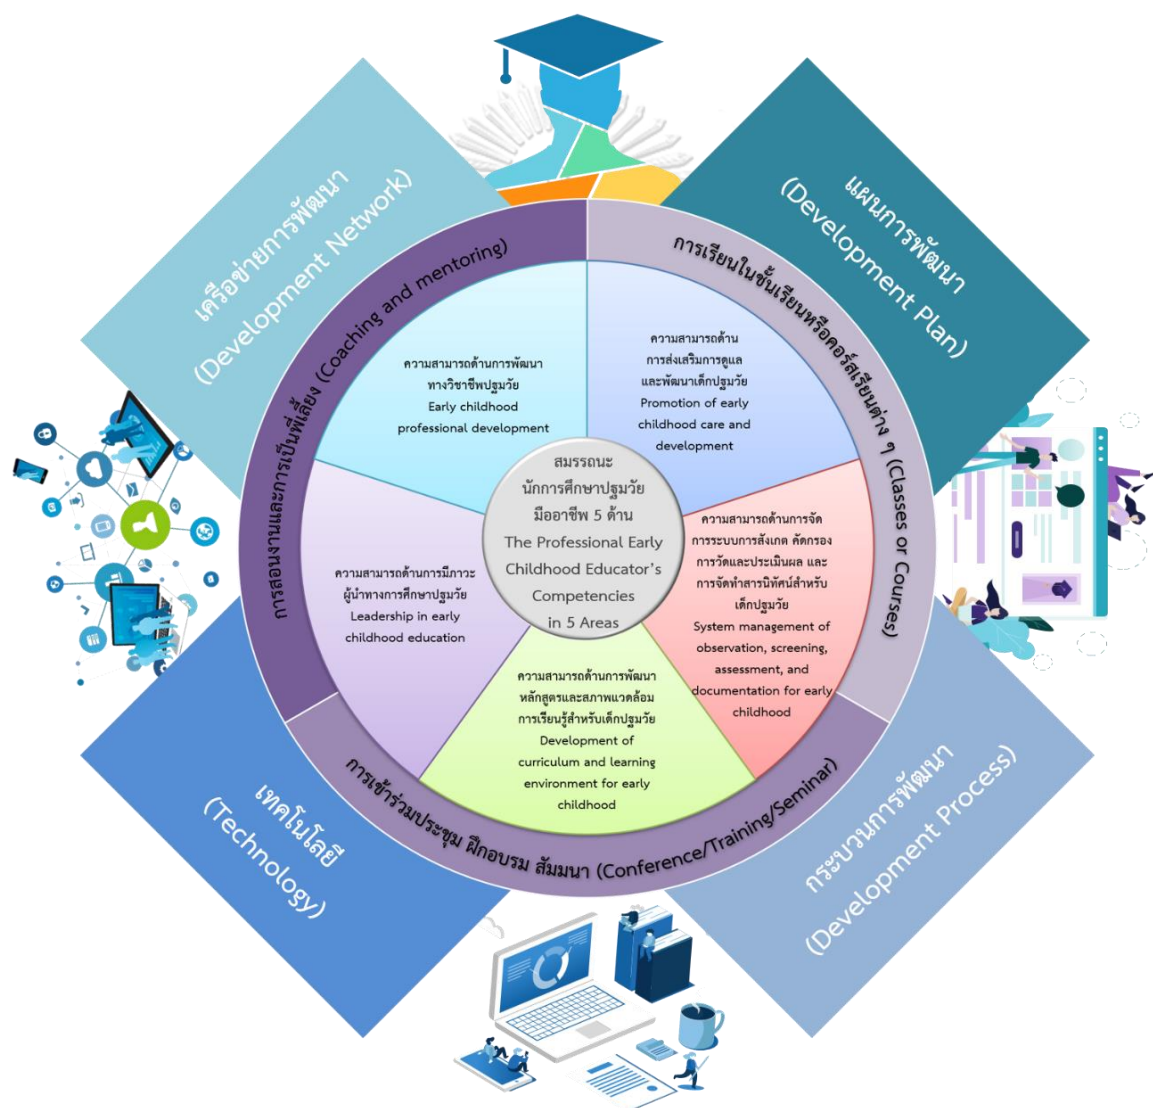 เครือข่ายการพัฒนา
(Development Network)
แผนการพัฒนา
(Development Plan)
การสอนงานและการเป็นพี่เลี้ยง (Coaching and mentoring)
การเรียนในชั้นเรียนหรือคอร์สเรียนต่าง ๆ (Classes or Courses)
ความสามารถด้านการพัฒนา
ทางวิชาชีพปฐมวัย
Early childhood
professional development
ความสามารถด้าน
การส่งเสริมการดูแล
และพัฒนาเด็กปฐมวัย
Promotion of early
childhood care and
development
สมรรถนะ
นักการศึกษาปฐมวัย
มืออาชีพ 5 ด้าน
The Professional Early
Childhood Educator's
Competencies
in 5 Areas
ความสามารถด้านการจัด
การระบบการสังเกต คัดกรอง
การวัดและประเมินผล และ
การจัดทำสารนิทัศน์สำหรับ
เด็กปฐมวัย
System management of
observation, screening,
assessment, and
documentation for early
childhood
ความสามารถด้านการมีภาวะ
ผู้นำทางการศึกษาปฐมวัย
Leadership in early
childhood education
ความสามารถด้านการพัฒนา
หลักสูตรและสภาพแวดล้อม
การเรียนรู้สำหรับเด็กปฐมวัย
Development of
curriculum and learning
environment for early
childhood
การเข้าร่วมประชุม ฝึกอบรม สัมมนา (Conference/Training/Seminar)
เทคโนโลยี
(Technology)
กระบวนการพัฒนา
(Development Process)